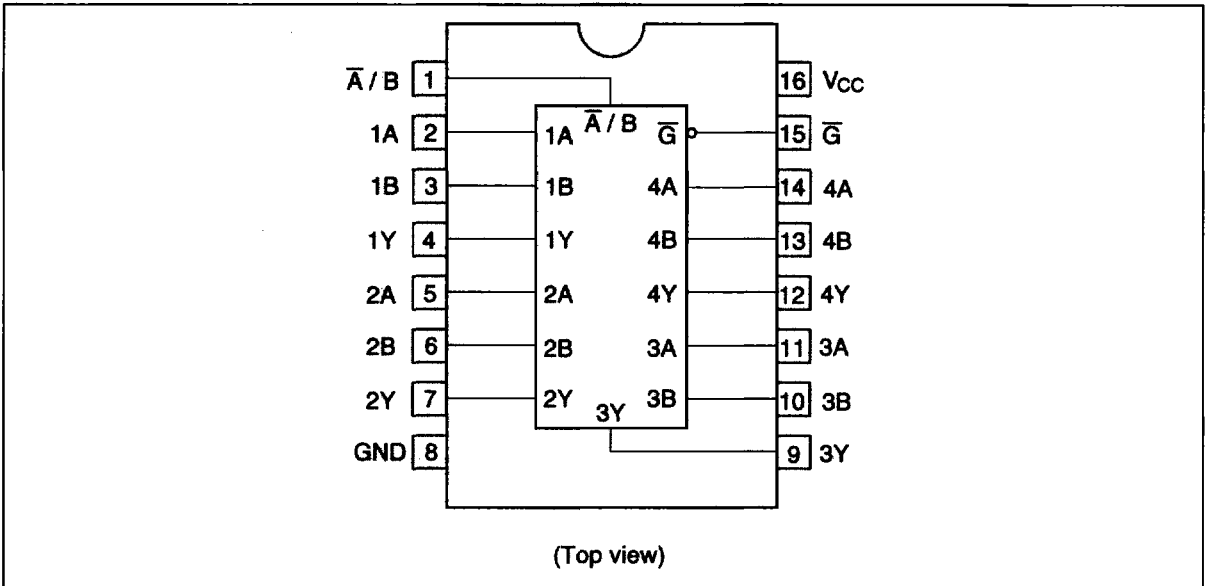 A̅ / B 1
16 VCC
A̅ / B
1A 2
1A
G̅
15 G̅
1B 3
1B
4A
14 4A
1Y 4
1Y
4B
13 4B
2A 5
2A
4Y
12 4Y
2B 6
2B
3A
11 3A
2Y 7
2Y
3Y
3B
10 3B
GND 8
9 3Y
(Top view)